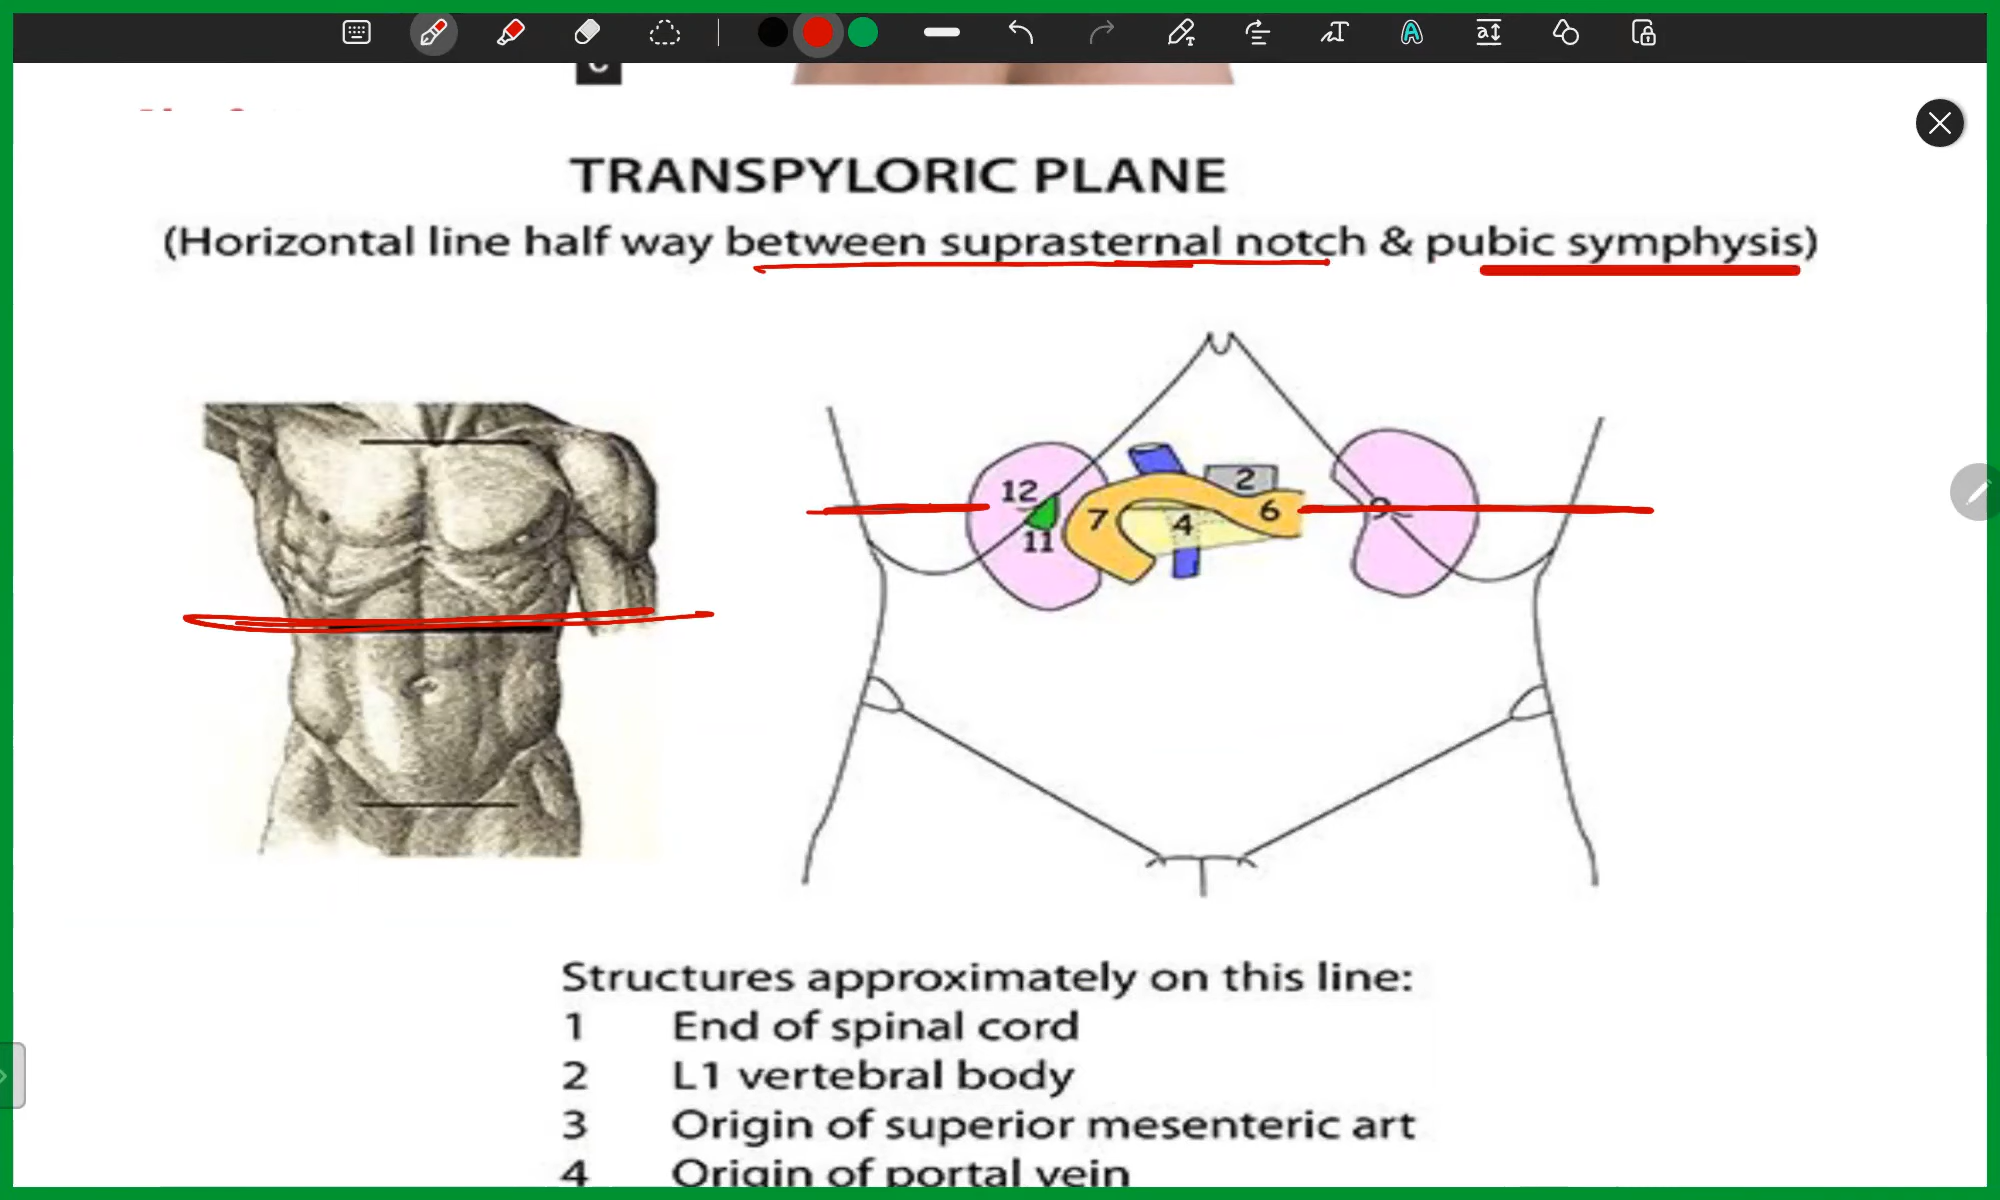 TRANSPYLORIC PLANE
(Horizontal line half way between suprasternal notch & pubic symphysis)
12
11
7
4
2
6
9
Structures approximately on this line:
1 End of spinal cord
2 L1 vertebral body
3 Origin of superior mesenteric art
4 Origin of portal vein